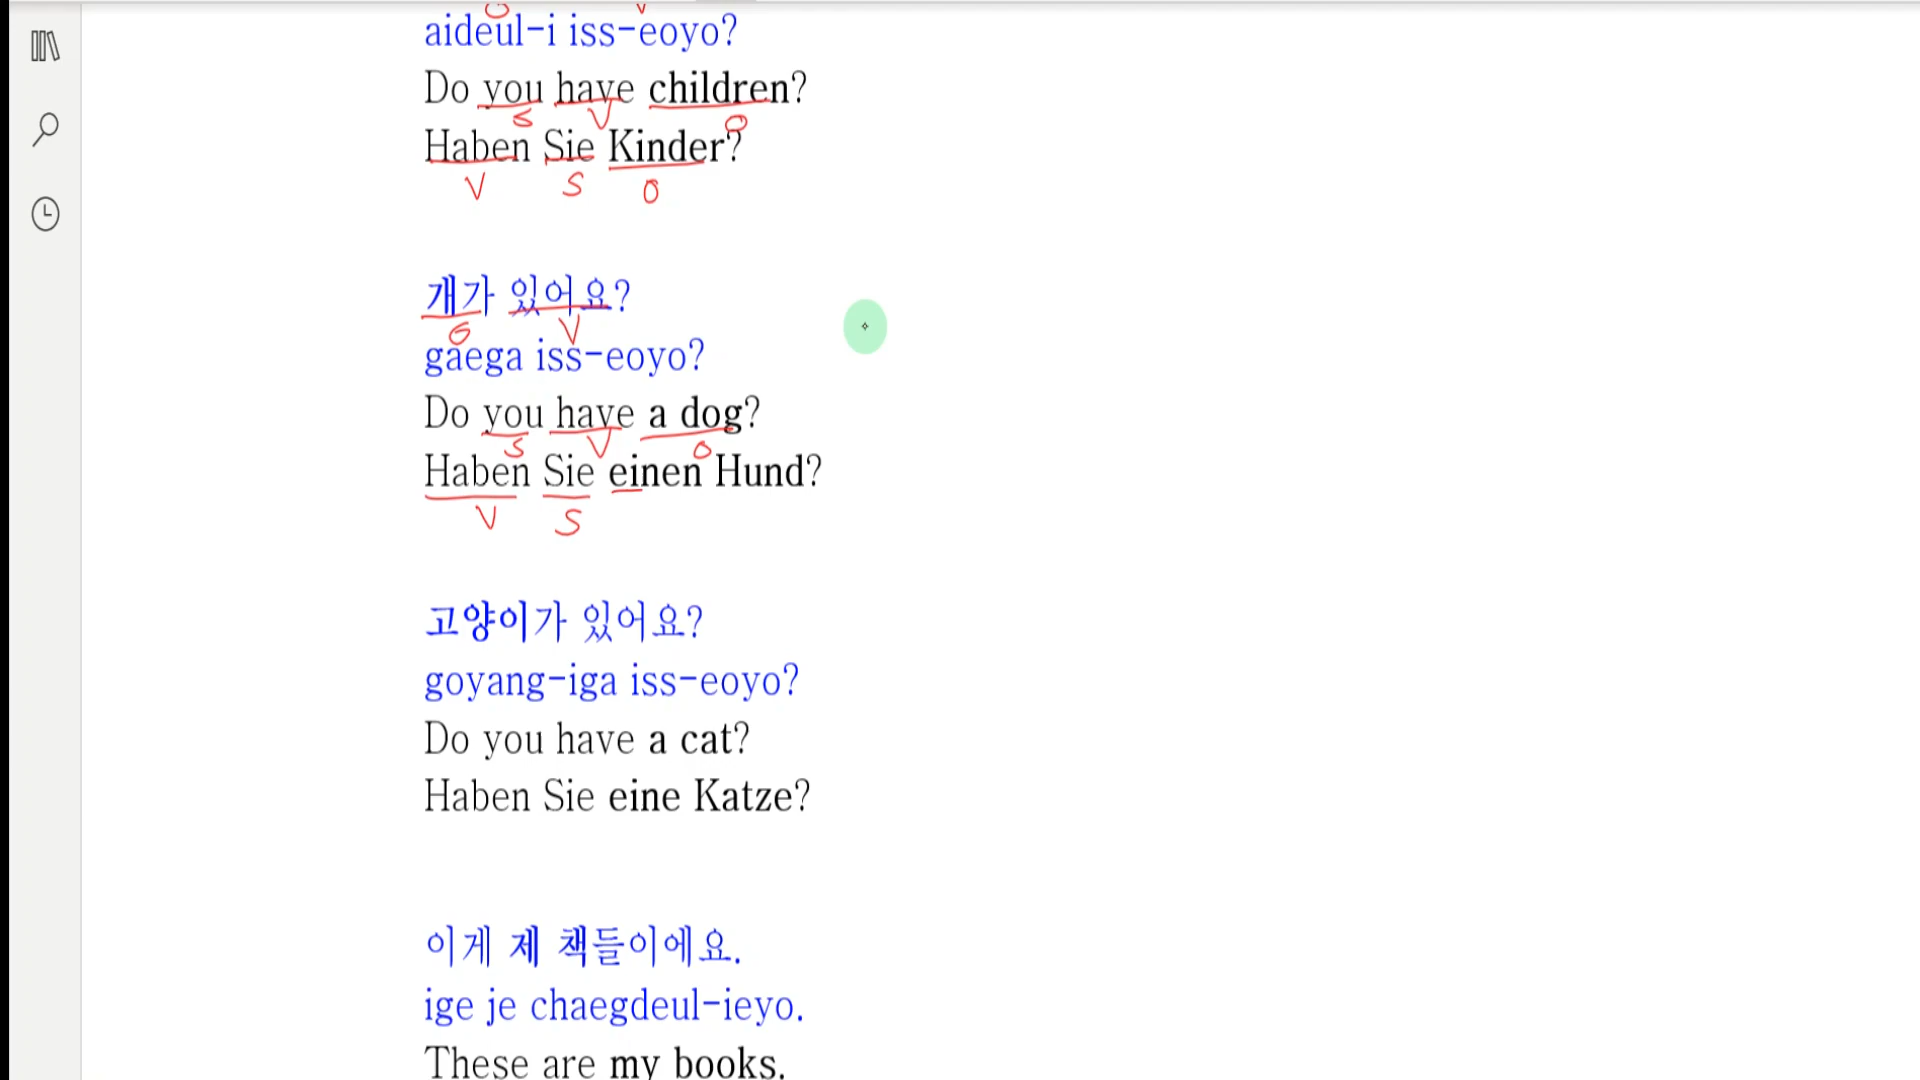 aideul-i iss-eoyo?
Do you have children?
S V O
Haben Sie Kinder?
V S O
개가 있어요?
O V
gaega iss-eoyo?
Do you have a dog?
S V O
Haben Sie einen Hund?
V S
고양이가 있어요?
goyang-iga iss-eoyo?
Do you have a cat?
Haben Sie eine Katze?
이게 제 책들이에요.
ige je chaegdeul-ieyo.
These are my books.